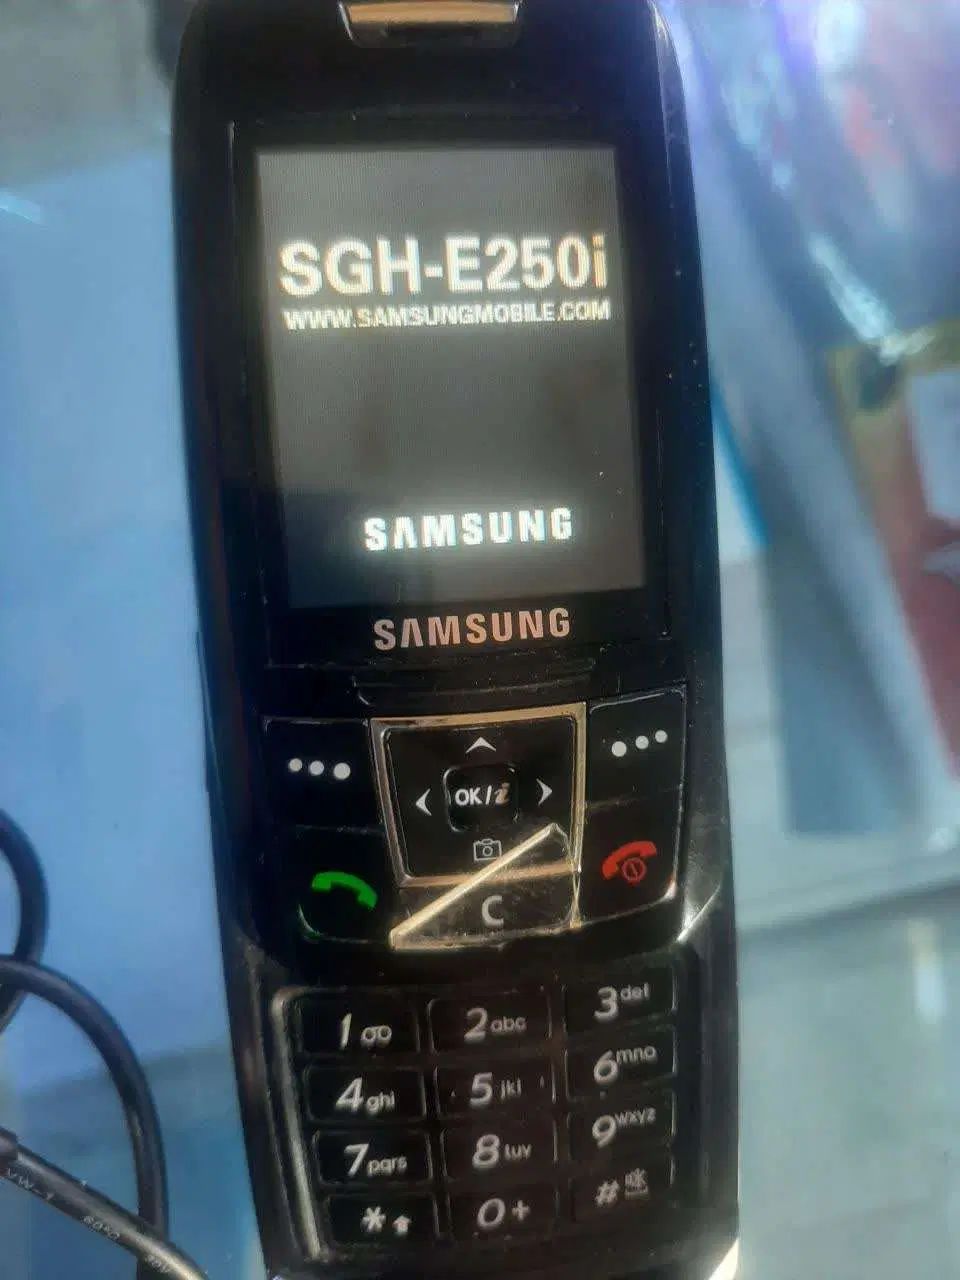 SGH-E250i
WWW.SAMSUNGMOBILE.COM
SAMSUNG
SAMSUNG
OK/i
C
1
2abc
3def
4ghi
5jkl
6mno
7pqrs
8tuv
9wxyz
*
0+
#